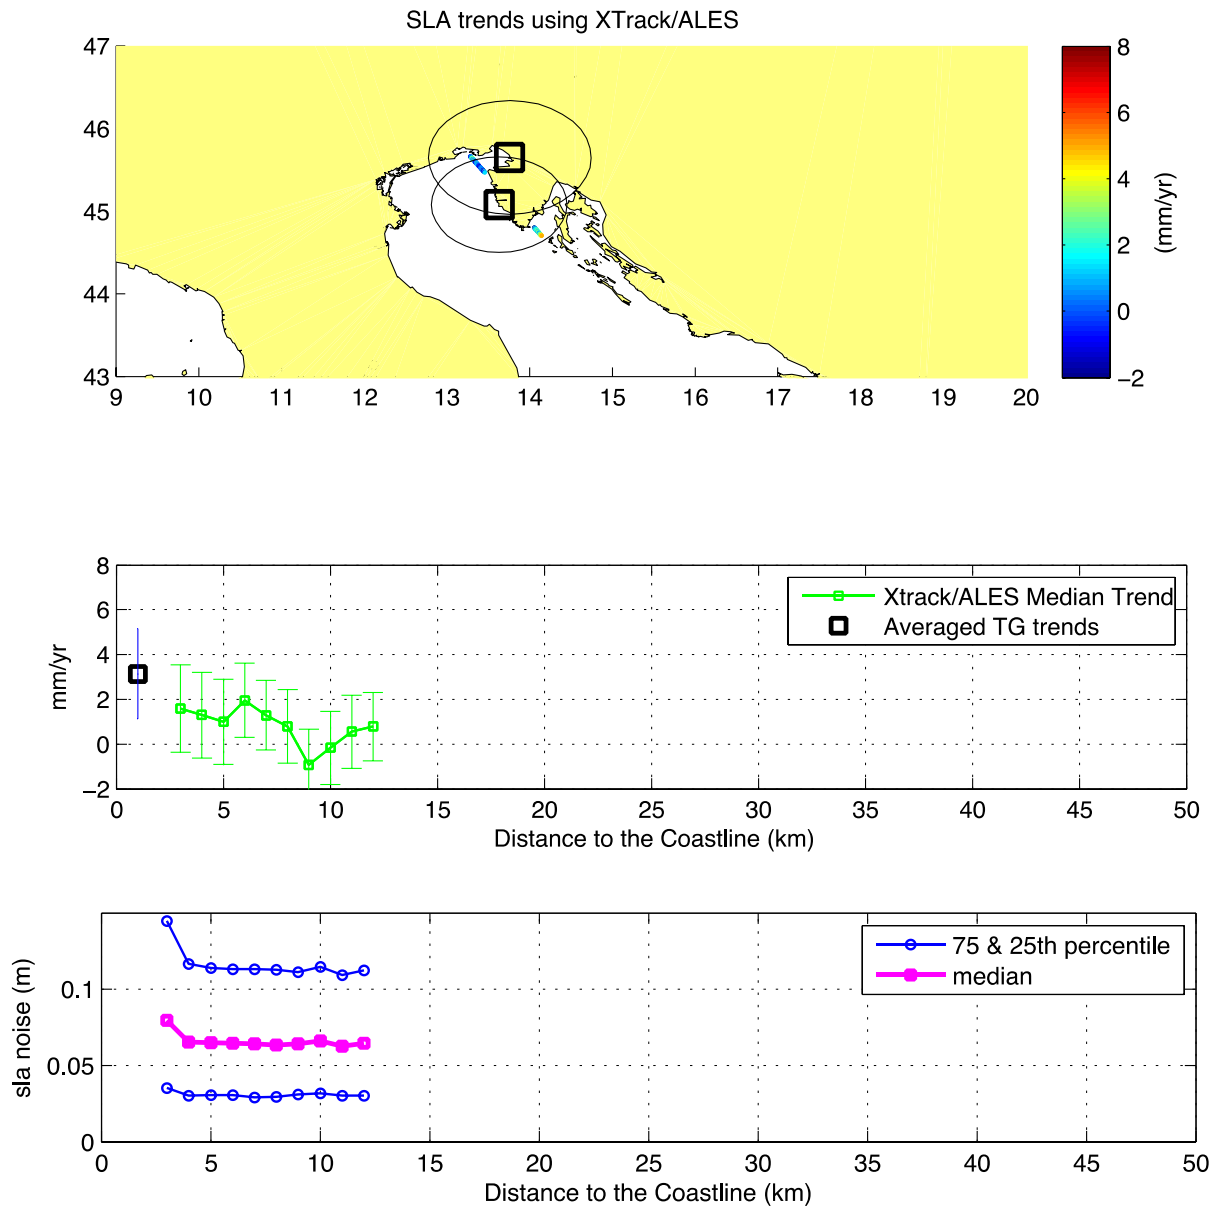 SLA trends using XTrack/ALES
47
46
45
44
43
9 10 11 12 13 14 15 16 17 18 19 20
8
6
4
2
0
−2
(mm/yr)
8
6
4
2
0
−2
mm/yr
Xtrack/ALES Median Trend
Averaged TG trends
0 5 10 15 20 25 30 35 40 45 50
Distance to the Coastline (km)
0.1
0.05
0
sla noise (m)
75 & 25th percentile
median
0 5 10 15 20 25 30 35 40 45 50
Distance to the Coastline (km)